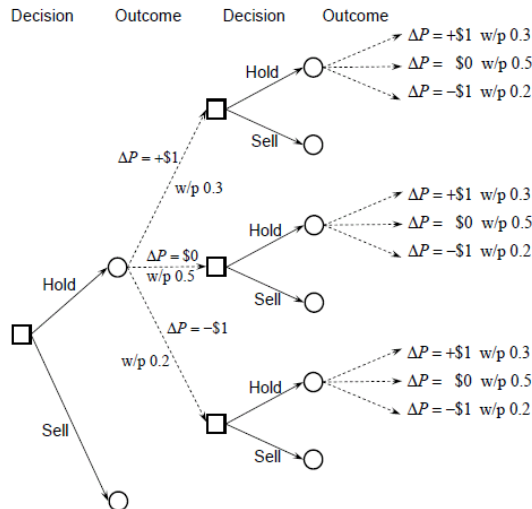 Decision Outcome Decision Outcome
ΔP = +$1 w/p 0.3
Hold
ΔP = $0 w/p 0.5
ΔP = −$1 w/p 0.2
Sell
ΔP = +$1
w/p 0.3
ΔP = +$1 w/p 0.3
Hold
ΔP = $0 w/p 0.5
ΔP = −$1 w/p 0.2
ΔP = $0
w/p 0.5
Hold
Sell
ΔP = −$1
w/p 0.2
ΔP = +$1 w/p 0.3
Hold
ΔP = $0 w/p 0.5
ΔP = −$1 w/p 0.2
Sell
Sell